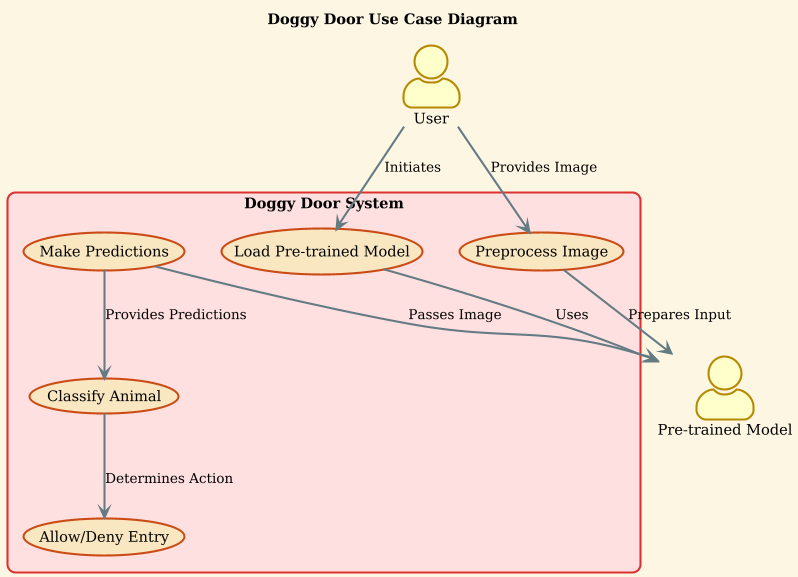 Doggy Door Use Case Diagram
User
Initiates
Provides Image
Doggy Door System
Make Predictions
Load Pre-trained Model
Preprocess Image
Provides Predictions
Passes Image
Uses
Prepares Input
Classify Animal
Pre-trained Model
Determines Action
Allow/Deny Entry